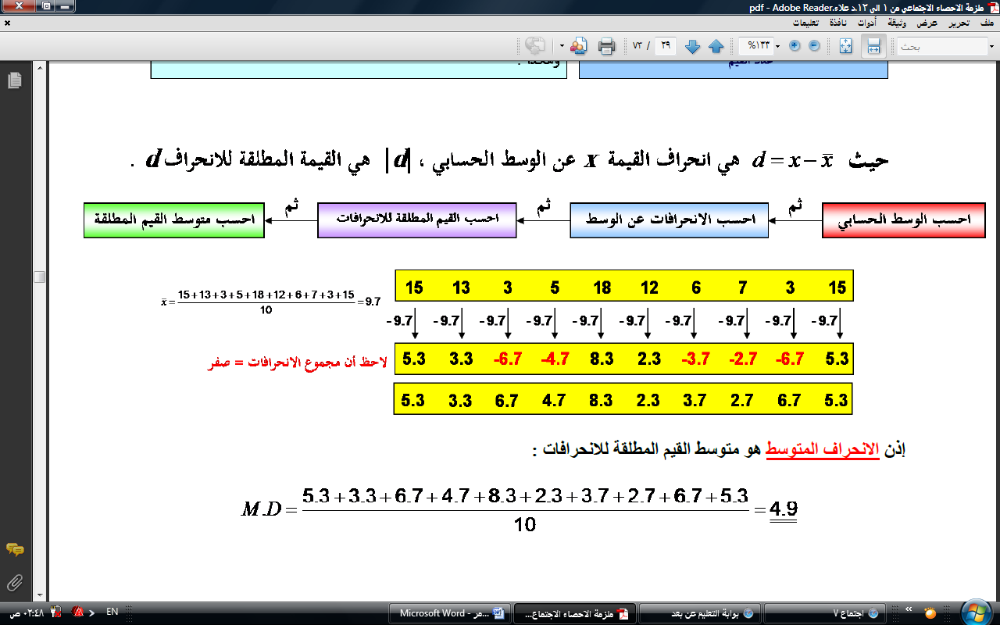 ملزمة الاحصاء الاجتماعي من ١ الى ١٢.د علاء.pdf - Adobe Reader
ملف تحرير عرض وثيقة أدوات نافذة تعليمات
٧٣ / ٢٩ %١٣٣ بحث
عدد القيم
وهكذا .
حيث d = x − x̄ هي انحراف القيمة x عن الوسط الحسابي ، |d| هي القيمة المطلقة للانحراف d .
احسب الوسط الحسابي ثم احسب الانحرافات عن الوسط ثم احسب القيم المطلقة للانحرافات ثم احسب متوسط القيم المطلقة
15 13 3 5 18 12 6 7 3 15
x̄ = (15+13+3+5+18+12+6+7+3+15) / 10 = 9.7
-9.7 -9.7 -9.7 -9.7 -9.7 -9.7 -9.7 -9.7 -9.7 -9.7
5.3 3.3 -6.7 -4.7 8.3 2.3 -3.7 -2.7 -6.7 5.3
لاحظ أن مجموع الانحرافات = صفر
5.3 3.3 6.7 4.7 8.3 2.3 3.7 2.7 6.7 5.3
إذن الانحراف المتوسط هو متوسط القيم المطلقة للانحرافات :
M.D = (5.3+3.3+6.7+4.7+8.3+2.3+3.7+2.7+6.7+5.3) / 10 = 4.9
اجتماع ٧
بوابة التعليم عن بعد
ملزمة الاحصاء الاجتماع...
Microsoft Word - ...مر
EN
٠٢:٤٨ ص